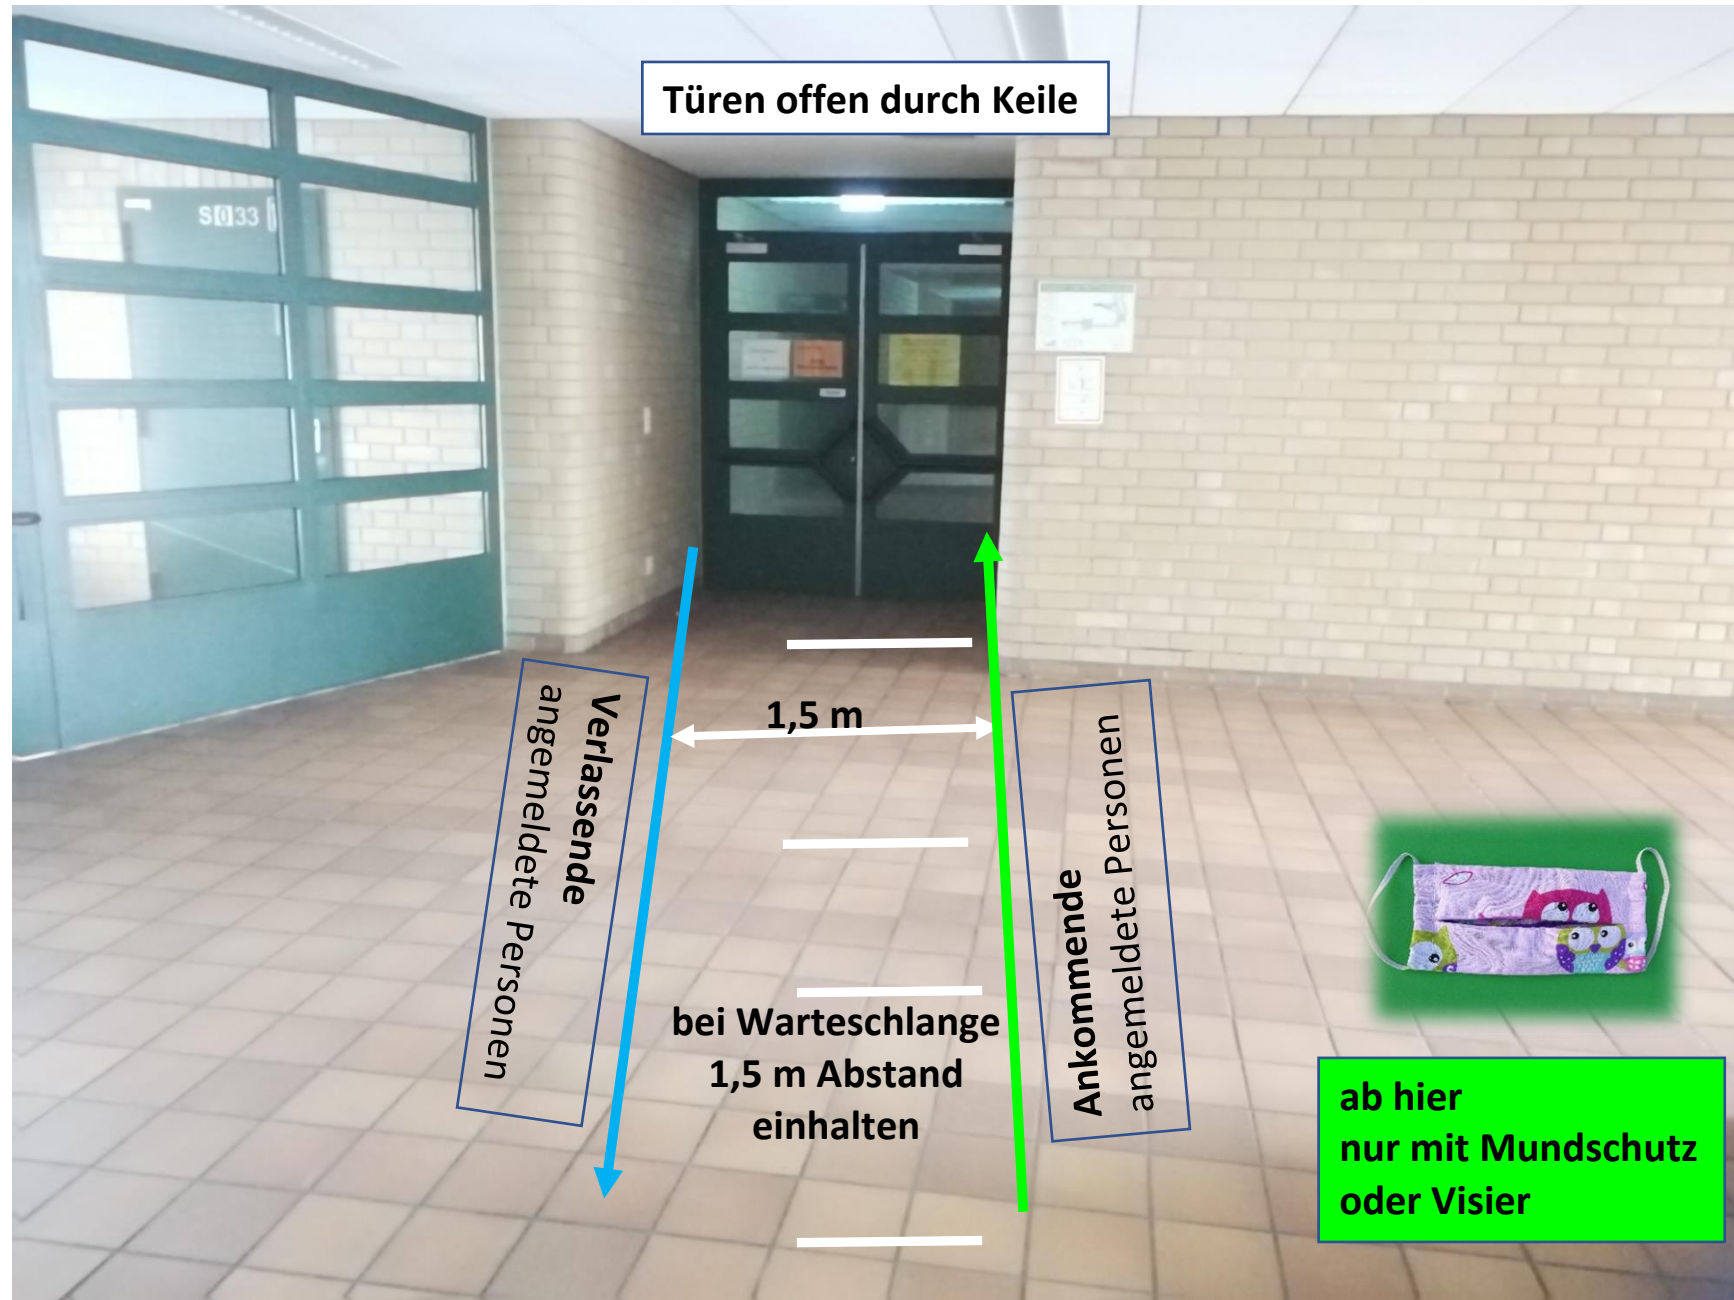 Türen offen durch Keile
S033
1,5 m
Verlassende
angemeldete Personen
Ankommende
angemeldete Personen
bei Warteschlange
1,5 m Abstand
einhalten
ab hier
nur mit Mundschutz
oder Visier